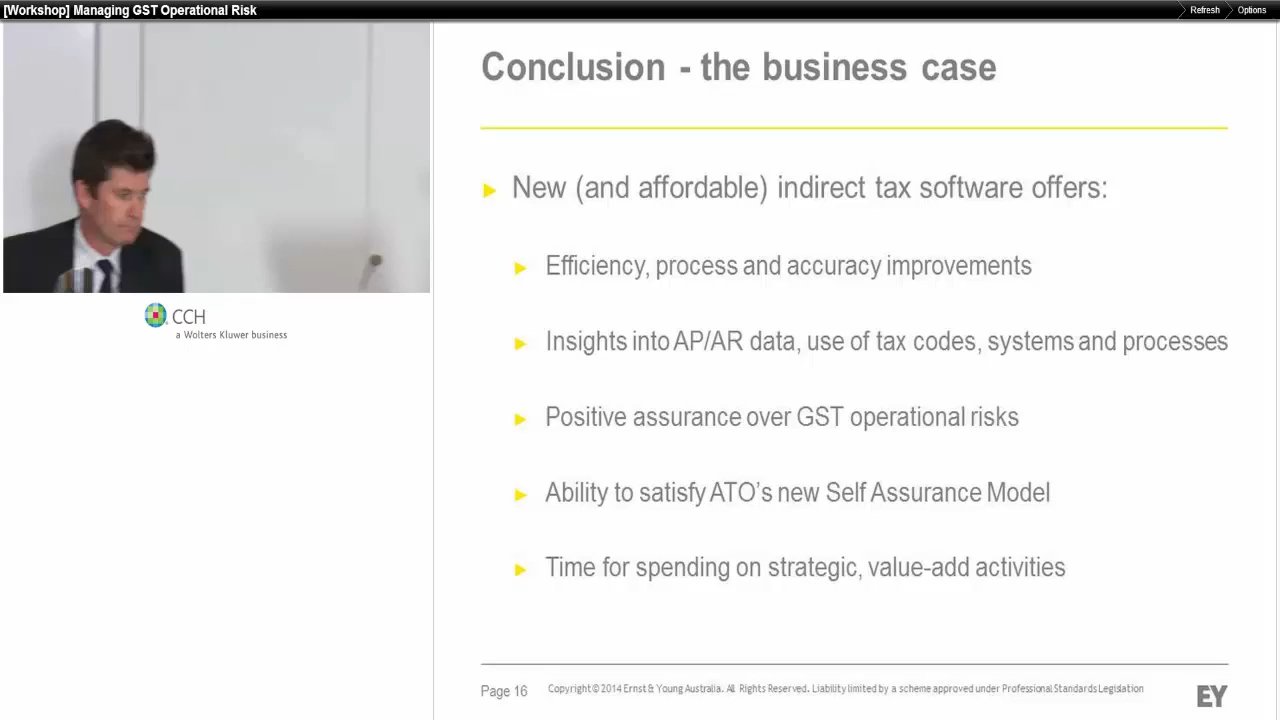 [Workshop] Managing GST Operational Risk
Refresh
Options
CCH
a Wolters Kluwer business
Conclusion - the business case
New (and affordable) indirect tax software offers:
Efficiency, process and accuracy improvements
Insights into AP/AR data, use of tax codes, systems and processes
Positive assurance over GST operational risks
Ability to satisfy ATO's new Self Assurance Model
Time for spending on strategic, value-add activities
Page 16
Copyright © 2014 Ernst & Young Australia. All Rights Reserved. Liability limited by a scheme approved under Professional Standards Legislation
EY